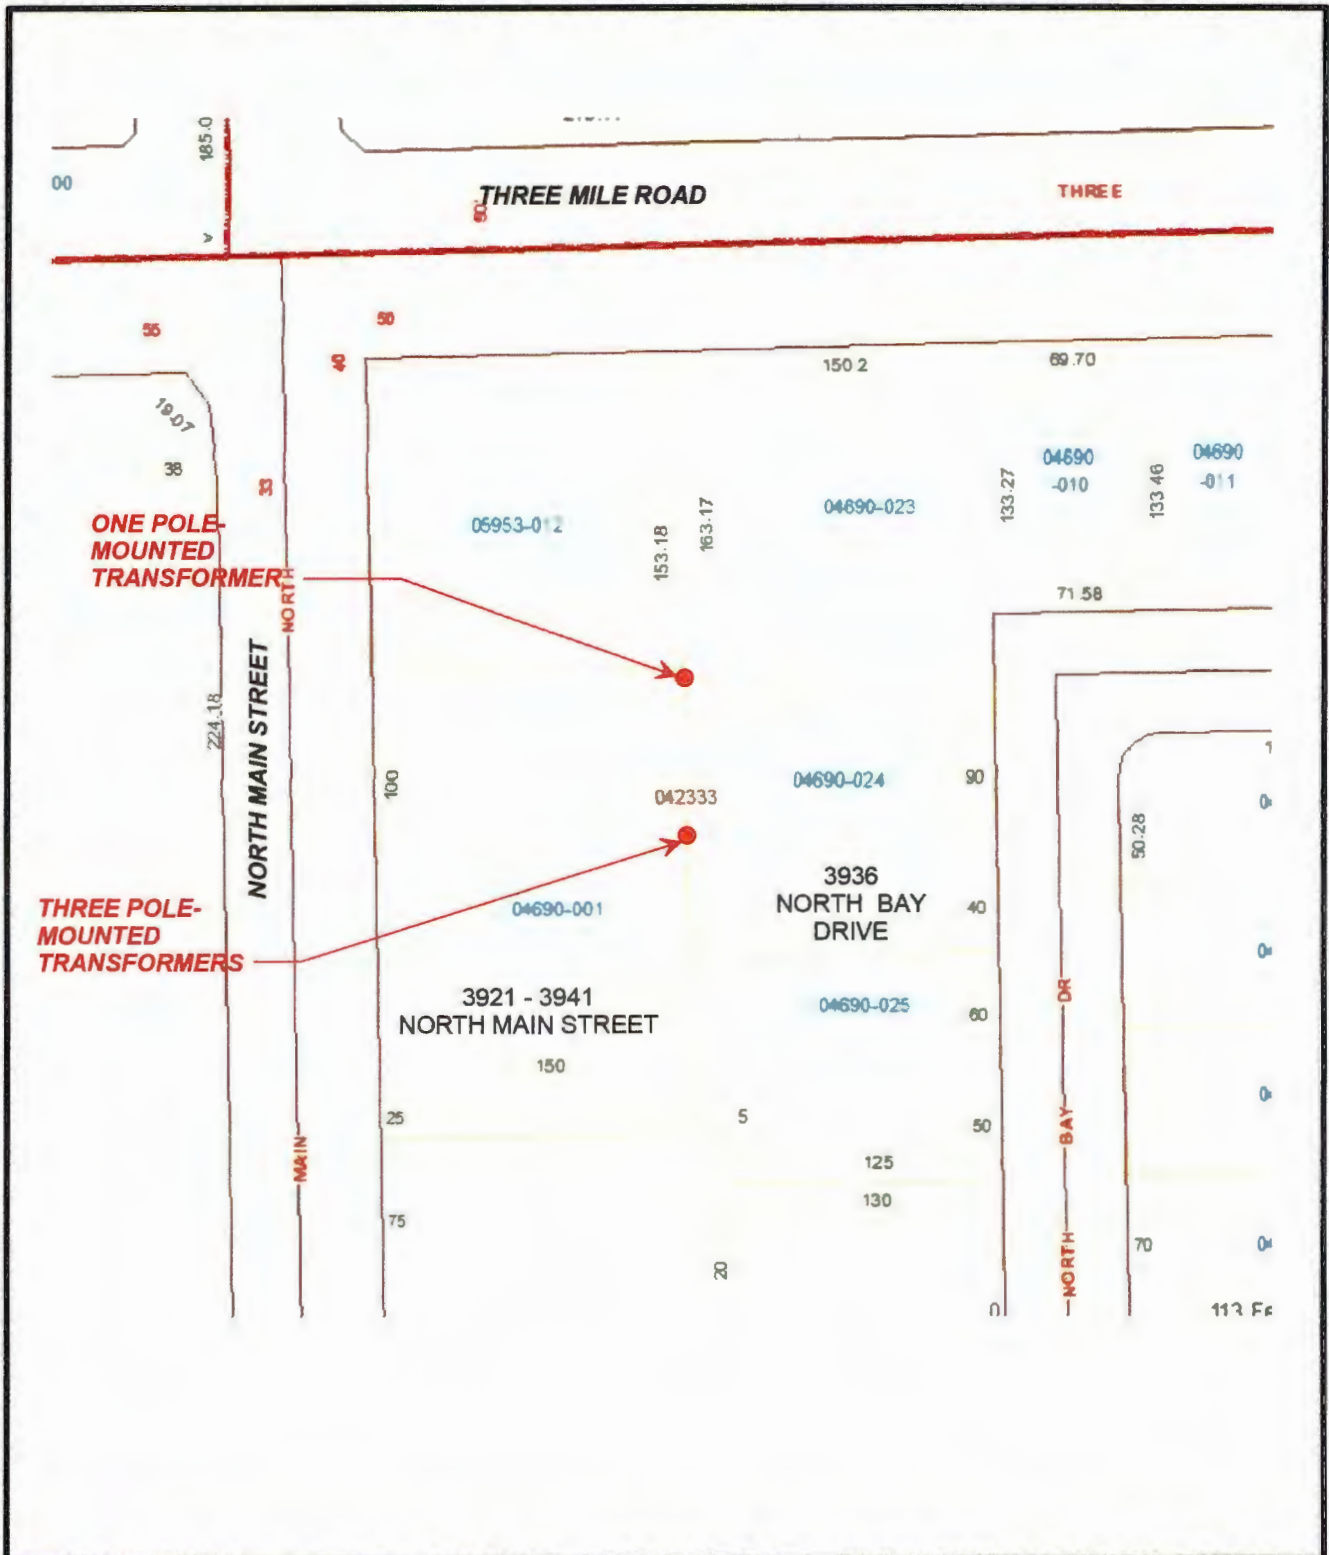 185.0
00
THREE MILE ROAD
60'
THREE
55
50
40
150.2
69.70
19.07
38
33
04690
-010
04690
-011
133.27
133.46
05953-012
04690-023
153.18
163.17
ONE POLE-
MOUNTED
TRANSFORMER
NORTH
71.58
NORTH MAIN STREET
224.18
100
042333
04690-024
90
50.28
3936
NORTH BAY
DRIVE
THREE POLE-
MOUNTED
TRANSFORMERS
04690-001
40
3921 - 3941
NORTH MAIN STREET
04690-025
60
DR
150
25
5
50
BAY
MAIN
125
130
75
20
70
NORTH
0